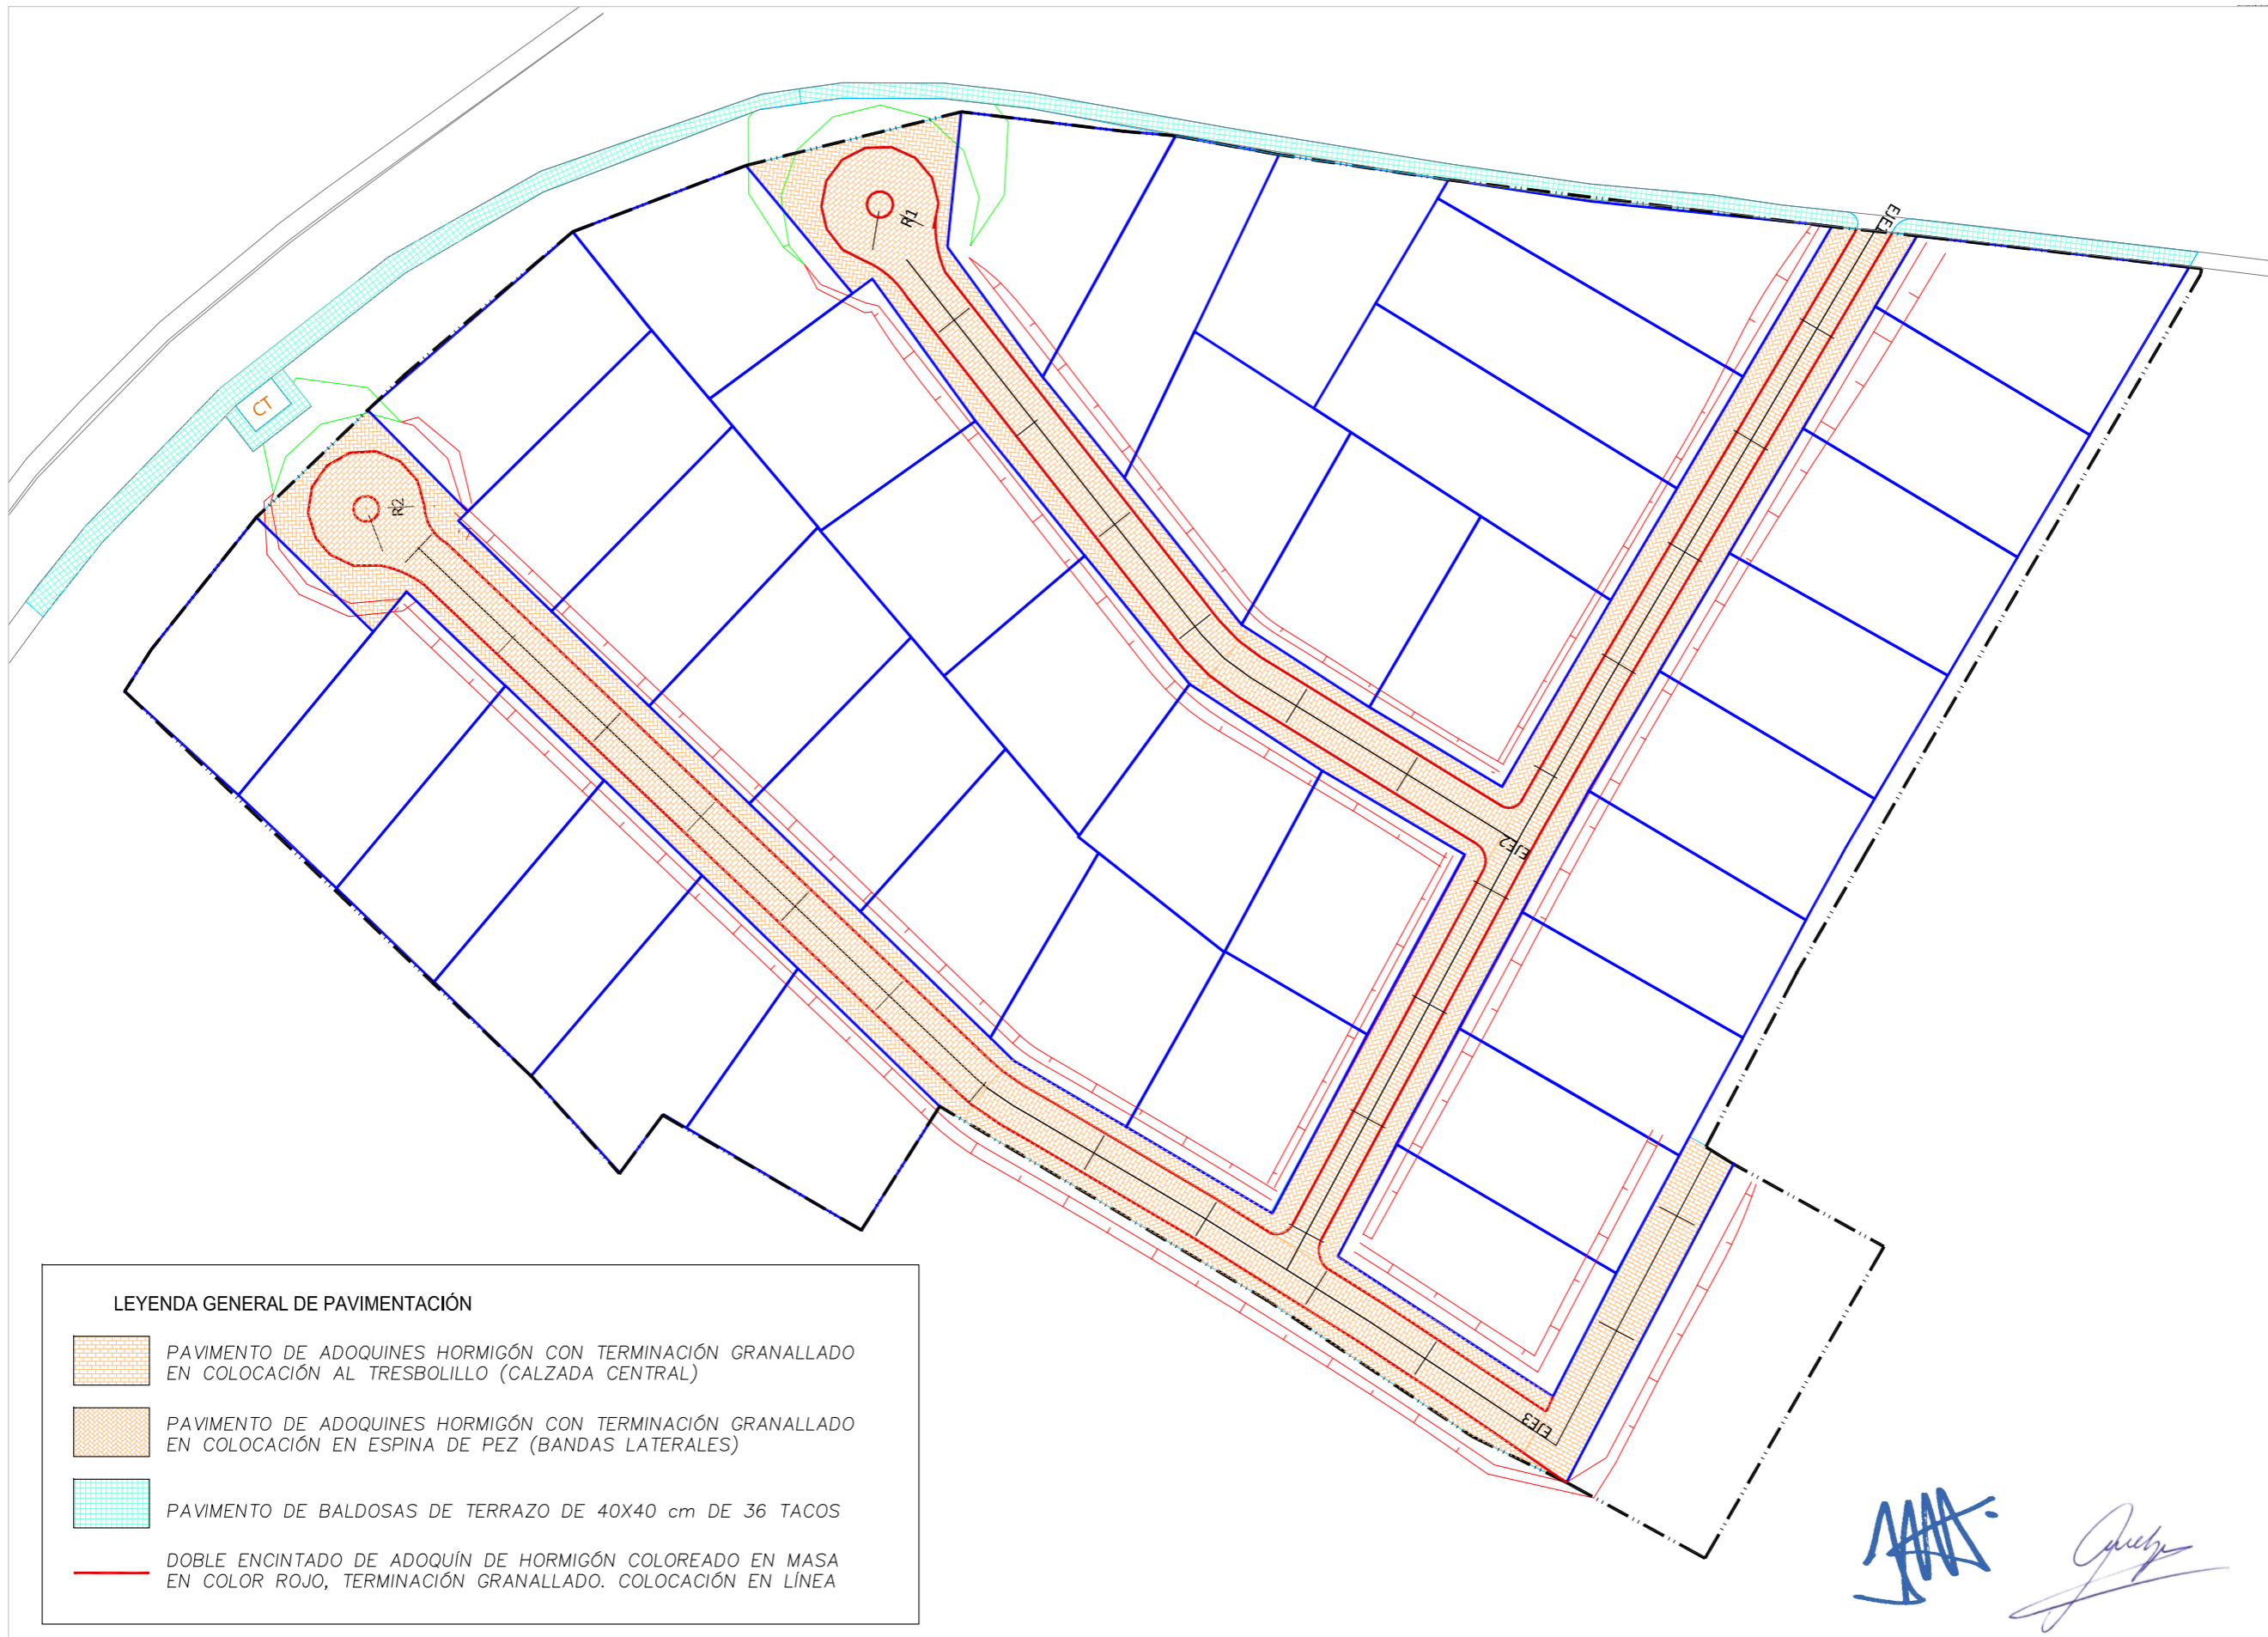 EJE1
R1
CT
R2
EJE2
EJE3
LEYENDA GENERAL DE PAVIMENTACIÓN
PAVIMENTO DE ADOQUINES HORMIGÓN CON TERMINACIÓN GRANALLADO
EN COLOCACIÓN AL TRESBOLILLO (CALZADA CENTRAL)
PAVIMENTO DE ADOQUINES HORMIGÓN CON TERMINACIÓN GRANALLADO
EN COLOCACIÓN EN ESPINA DE PEZ (BANDAS LATERALES)
PAVIMENTO DE BALDOSAS DE TERRAZO DE 40X40 cm DE 36 TACOS
DOBLE ENCINTADO DE ADOQUÍN DE HORMIGÓN COLOREADO EN MASA
EN COLOR ROJO, TERMINACIÓN GRANALLADO. COLOCACIÓN EN LÍNEA